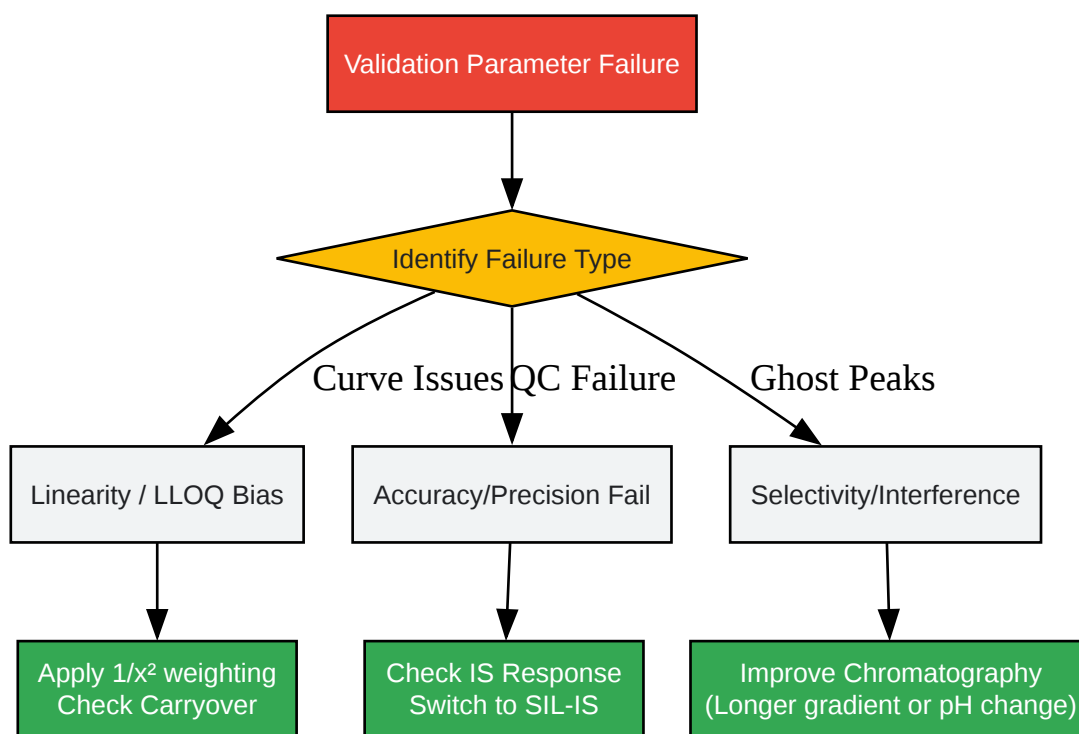 Validation Parameter Failure
Identify Failure Type
Curve Issues
QC Failure
Ghost Peaks
Linearity / LLOQ Bias
Accuracy/Precision Fail
Selectivity/Interference
Apply 1/x² weighting
Check Carryover
Check IS Response
Switch to SIL-IS
Improve Chromatography
(Longer gradient or pH change)